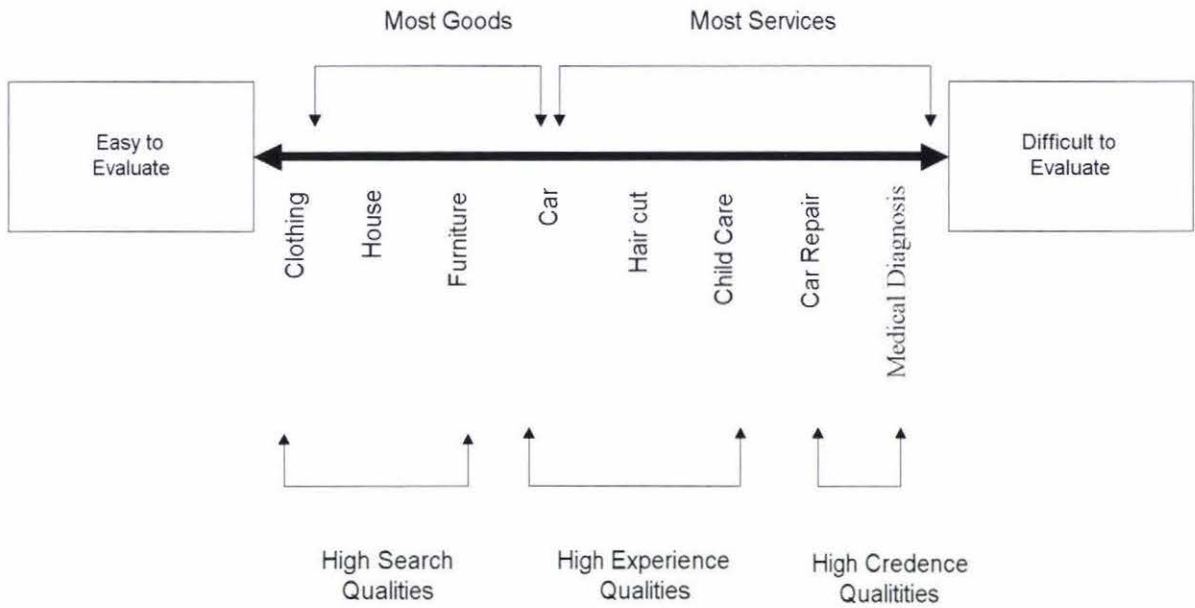 Most Goods
Most Services
Easy to
Evaluate
Difficult to
Evaluate
Clothing
House
Furniture
Car
Hair cut
Child Care
Car Repair
Medical Diagnosis
High Search
Qualities
High Experience
Qualities
High Credence
Qualitities